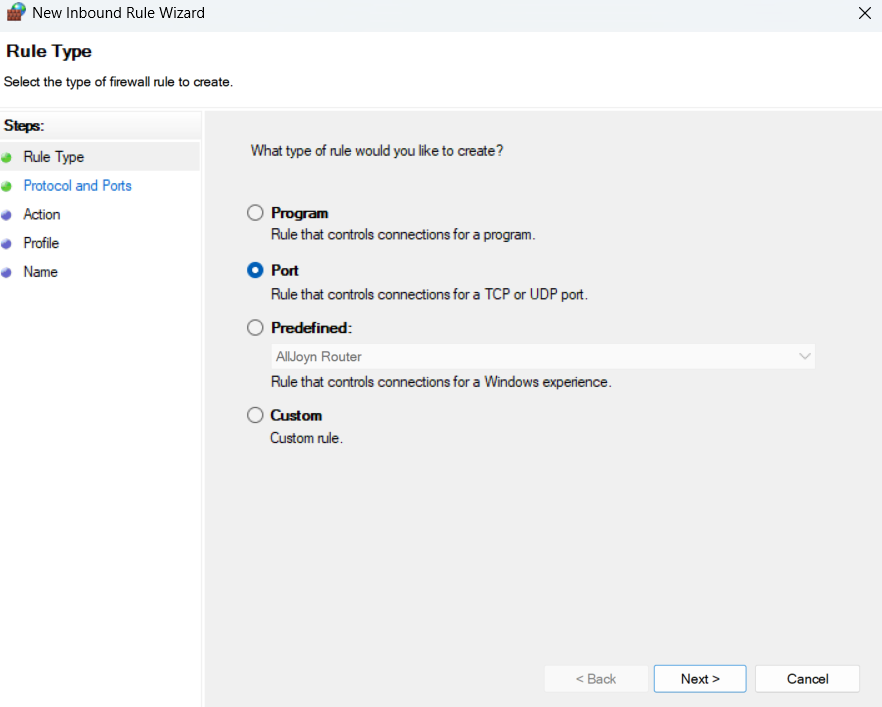 New Inbound Rule Wizard
Rule Type
Select the type of firewall rule to create.
Steps:
Rule Type
Protocol and Ports
Action
Profile
Name
What type of rule would you like to create?
Program
Rule that controls connections for a program.
Port
Rule that controls connections for a TCP or UDP port.
Predefined:
AllJoyn Router
Rule that controls connections for a Windows experience.
Custom
Custom rule.
< Back
Next >
Cancel